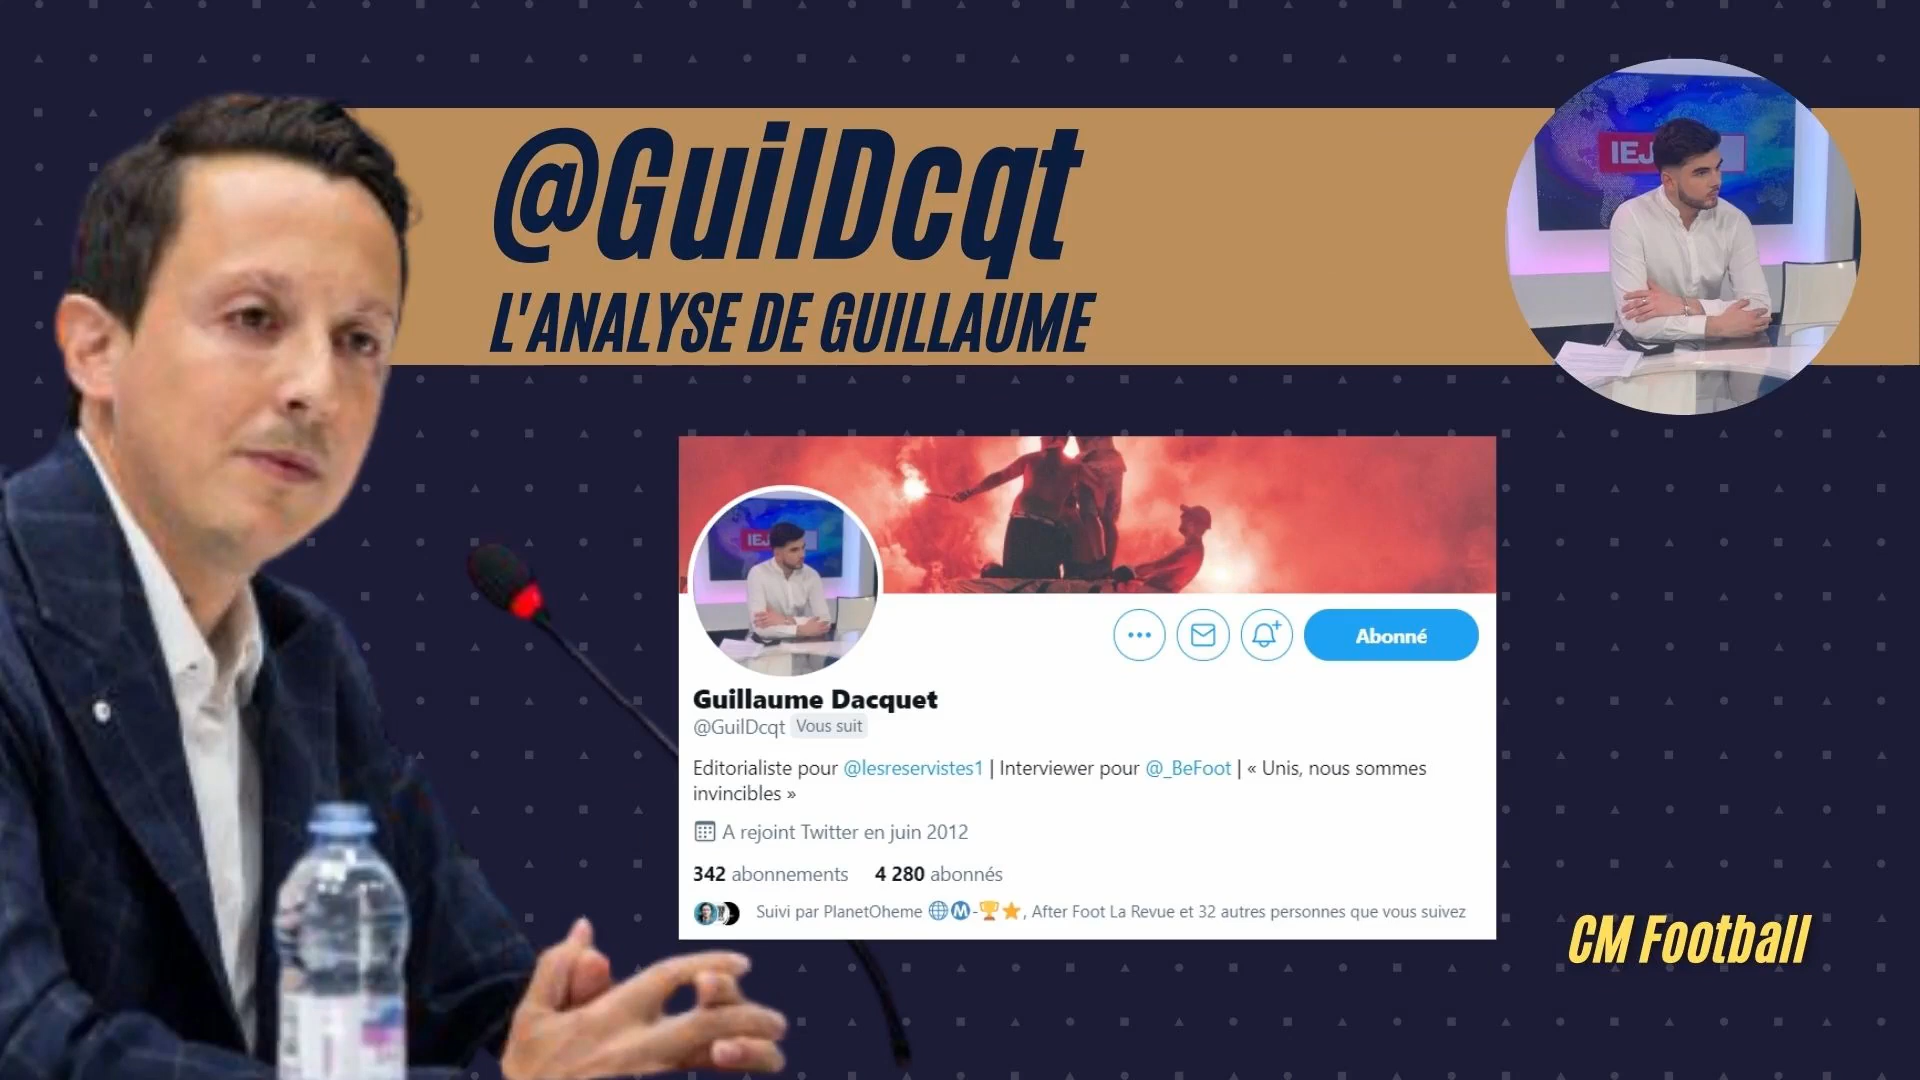 @GuilDcqt
L'ANALYSE DE GUILLAUME
IEJ
IEJ
Abonné
Guillaume Dacquet
@GuilDcqt Vous suit
Editorialiste pour @lesreservistes1 | Interviewer pour @_BeFoot | « Unis, nous sommes
invincibles »
A rejoint Twitter en juin 2012
342 abonnements 4 280 abonnés
Suivi par PlanetOheme 🌐Ⓜ️-🏆⭐, After Foot La Revue et 32 autres personnes que vous suivez
CM Football